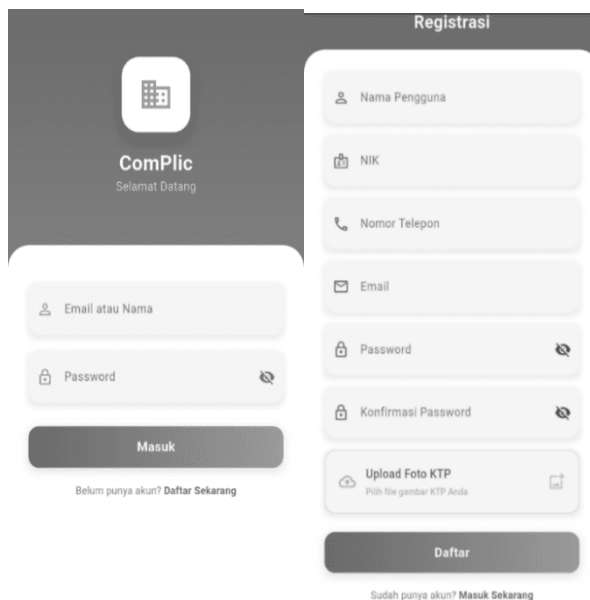 ComPlic
Selamat Datang
Email atau Nama
Password
Masuk
Belum punya akun? Daftar Sekarang
Registrasi
Nama Pengguna
NIK
Nomor Telepon
Email
Password
Konfirmasi Password
Upload Foto KTP
Pilih file gambar KTP Anda
Daftar
Sudah punya akun? Masuk Sekarang